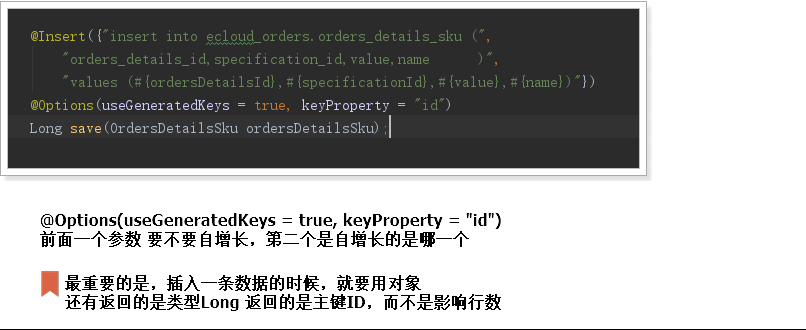 @Insert({"insert into ecloud_orders.orders_details_sku (",
"orders_details_id,specification_id,value,name )",
"values (#{ordersDetailsId},#{specificationId},#{value},#{name})"})
@Options(useGeneratedKeys = true, keyProperty = "id")
Long save(OrdersDetailsSku ordersDetailsSku);
@Options(useGeneratedKeys = true, keyProperty = "id")
前面一个参数 要不要自增长，第二个是自增长的是哪一个
最重要的是，插入一条数据的时候，就要用对象
还有返回的是类型Long 返回的是主键ID，而不是影响行数